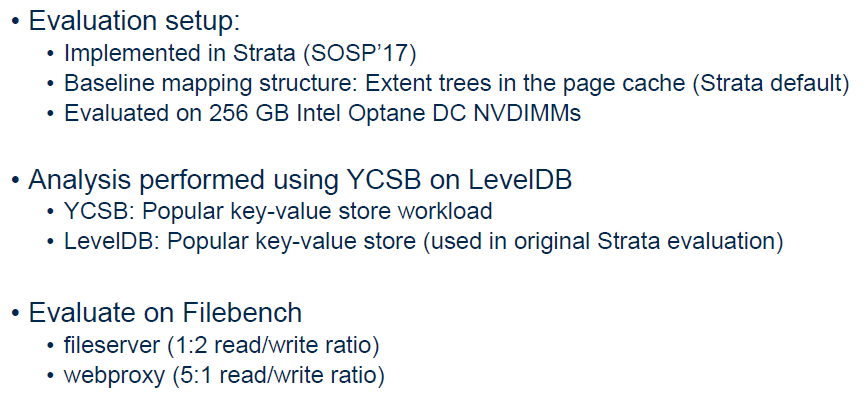 • Evaluation setup:
• Implemented in Strata (SOSP’17)
• Baseline mapping structure: Extent trees in the page cache (Strata default)
• Evaluated on 256 GB Intel Optane DC NVDIMMs
• Analysis performed using YCSB on LevelDB
• YCSB: Popular key-value store workload
• LevelDB: Popular key-value store (used in original Strata evaluation)
• Evaluate on Filebench
• fileserver (1:2 read/write ratio)
• webproxy (5:1 read/write ratio)